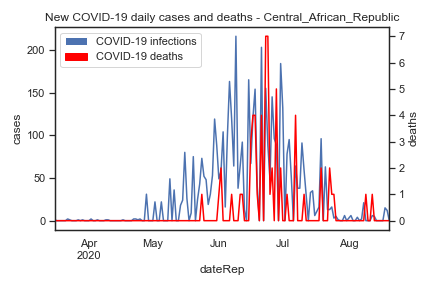 New COVID-19 daily cases and deaths - Central_African_Republic
COVID-19 infections
COVID-19 deaths
200
150
100
50
0
cases
7
6
5
4
3
2
1
0
deaths
Apr
2020
May
Jun
Jul
Aug
dateRep